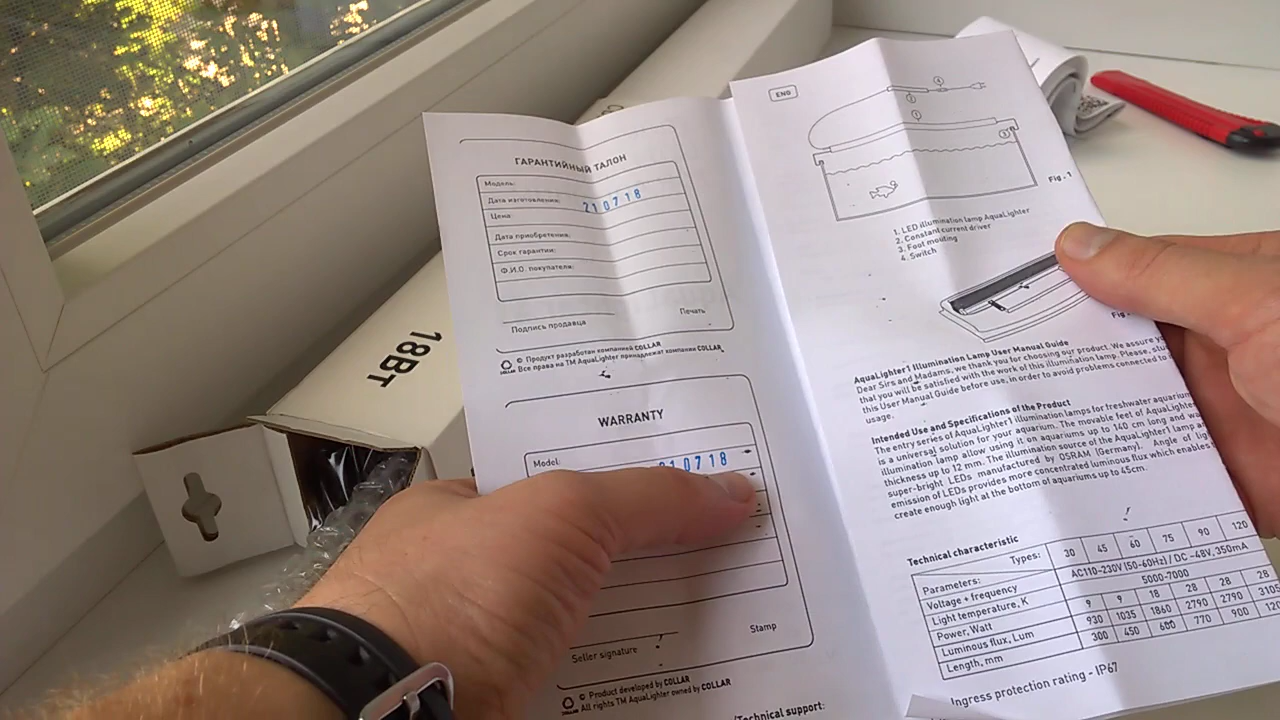 18Вт
ГАРАНТИЙНЫЙ ТАЛОН
Модель:
Дата изготовления: 210718
Цена:
Дата приобретения:
Срок гарантии:
Ф.И.О. покупателя:
Подпись продавца
Печать
© Продукт разработан компанией COLLAR
Все права на ТМ AquaLighter принадлежат компании COLLAR.
WARRANTY
Model:
210718
Seller signature
Stamp
© Product developed by COLLAR
All rights TM AquaLighter owned by COLLAR
/Technical support:
ENG
4
2
1
3
Fig. 1
1. LED illumination lamp AquaLighter
2. Constant current driver
3. Foot moulding
4. Switch
AquaLighter1 Illumination Lamp User Manual Guide
Dear Sirs and Madams, we thank you for choosing our product. We assure
that you will be satisfied with the work of this illumination lamp. Please,
this User Manual Guide before use, in order to avoid problems connected
usage.
Intended Use and Specifications of the Product
The entry series of AquaLighter1 illumination lamps for freshwater
is a universal solution for your aquarium. The movable feet of
illumination lamp allow using it on aquariums up to 140 cm long and
thickness up to 12 mm. The illumination source of the AquaLighter1 lamp
super-bright LEDs manufactured by OSRAM (Germany). Angle of
emission of LEDs provides more concentrated luminous flux which enables
create enough light at the bottom of aquariums up to 45cm.
Technical characteristic
Types: 30 45 60 75 90 120
Parameters:
Voltage + frequency AC110-230V (50-60Hz) / DC -48V, 350mA
Light temperature, K 5000-7000
Power, Watt 9 9 18 28 28 28
Luminous flux, Lum 930 1035 1860 2790 2790
Length, mm 300 450 600 770 900
Ingress protection rating - IP67